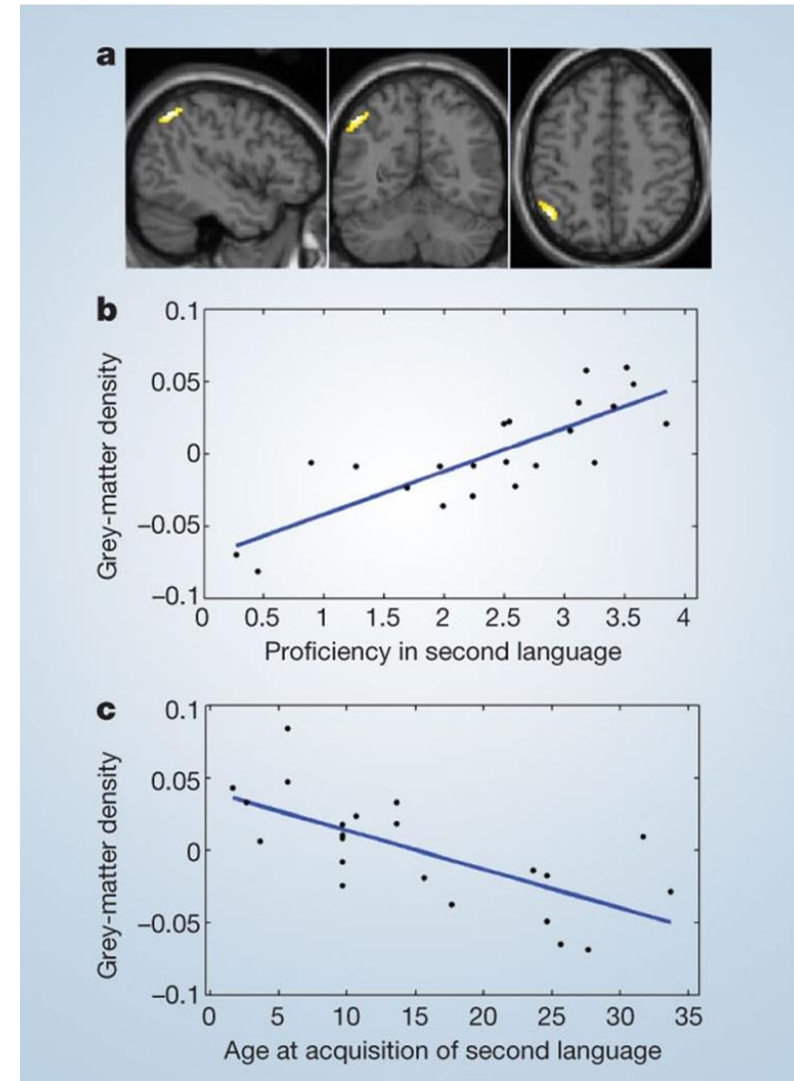 a
b
Grey-matter density
0.1
0.05
0
−0.05
−0.1
0 0.5 1 1.5 2 2.5 3 3.5 4
Proficiency in second language
c
Grey-matter density
0.1
0.05
0
−0.05
−0.1
0 5 10 15 20 25 30 35
Age at acquisition of second language